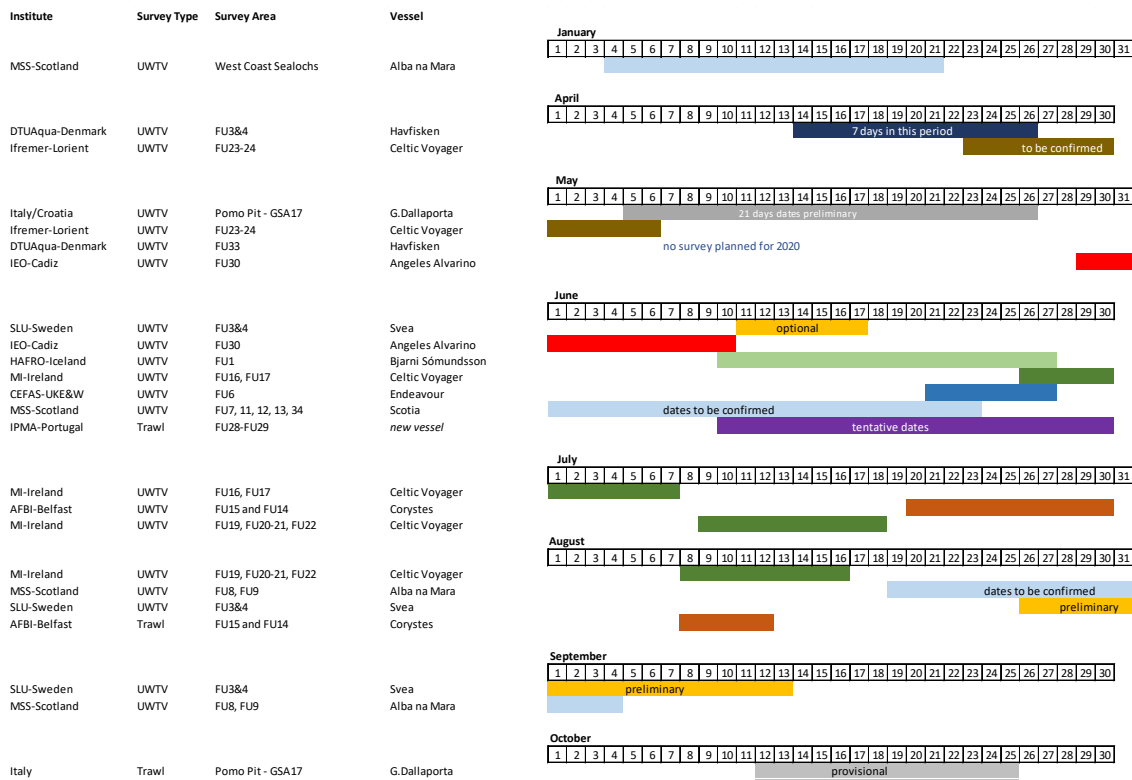 Institute Survey Type Survey Area Vessel
January
1 2 3 4 5 6 7 8 9 10 11 12 13 14 15 16 17 18 19 20 21 22 23 24 25 26 27 28 29 30 31
MSS-Scotland UWTV West Coast Sealochs Alba na Mara
April
1 2 3 4 5 6 7 8 9 10 11 12 13 14 15 16 17 18 19 20 21 22 23 24 25 26 27 28 29 30
DTUAqua-Denmark UWTV FU3&4 Havfisken 7 days in this period
Ifremer-Lorient UWTV FU23-24 Celtic Voyager to be confirmed
May
1 2 3 4 5 6 7 8 9 10 11 12 13 14 15 16 17 18 19 20 21 22 23 24 25 26 27 28 29 30 31
Italy/Croatia UWTV Pomo Pit - GSA17 G.Dallaporta 21 days dates preliminary
Ifremer-Lorient UWTV FU23-24 Celtic Voyager
DTUAqua-Denmark UWTV FU33 Havfisken no survey planned for 2020
IEO-Cadiz UWTV FU30 Angeles Alvarino
June
1 2 3 4 5 6 7 8 9 10 11 12 13 14 15 16 17 18 19 20 21 22 23 24 25 26 27 28 29 30
SLU-Sweden UWTV FU3&4 Svea optional
IEO-Cadiz UWTV FU30 Angeles Alvarino
HAFRO-Iceland UWTV FU1 Bjarni Sómundsson
MI-Ireland UWTV FU16, FU17 Celtic Voyager
CEFAS-UKE&W UWTV FU6 Endeavour
MSS-Scotland UWTV FU7, 11, 12, 13, 34 Scotia dates to be confirmed
IPMA-Portugal Trawl FU28-FU29 new vessel tentative dates
July
1 2 3 4 5 6 7 8 9 10 11 12 13 14 15 16 17 18 19 20 21 22 23 24 25 26 27 28 29 30 31
MI-Ireland UWTV FU16, FU17 Celtic Voyager
AFBI-Belfast UWTV FU15 and FU14 Corystes
MI-Ireland UWTV FU19, FU20-21, FU22 Celtic Voyager
August
1 2 3 4 5 6 7 8 9 10 11 12 13 14 15 16 17 18 19 20 21 22 23 24 25 26 27 28 29 30 31
MI-Ireland UWTV FU19, FU20-21, FU22 Celtic Voyager
MSS-Scotland UWTV FU8, FU9 Alba na Mara dates to be confirmed
SLU-Sweden UWTV FU3&4 Svea preliminary
AFBI-Belfast Trawl FU15 and FU14 Corystes
September
1 2 3 4 5 6 7 8 9 10 11 12 13 14 15 16 17 18 19 20 21 22 23 24 25 26 27 28 29 30
SLU-Sweden UWTV FU3&4 Svea preliminary
MSS-Scotland UWTV FU8, FU9 Alba na Mara
October
1 2 3 4 5 6 7 8 9 10 11 12 13 14 15 16 17 18 19 20 21 22 23 24 25 26 27 28 29 30
Italy Trawl Pomo Pit - GSA17 G.Dallaporta provisional